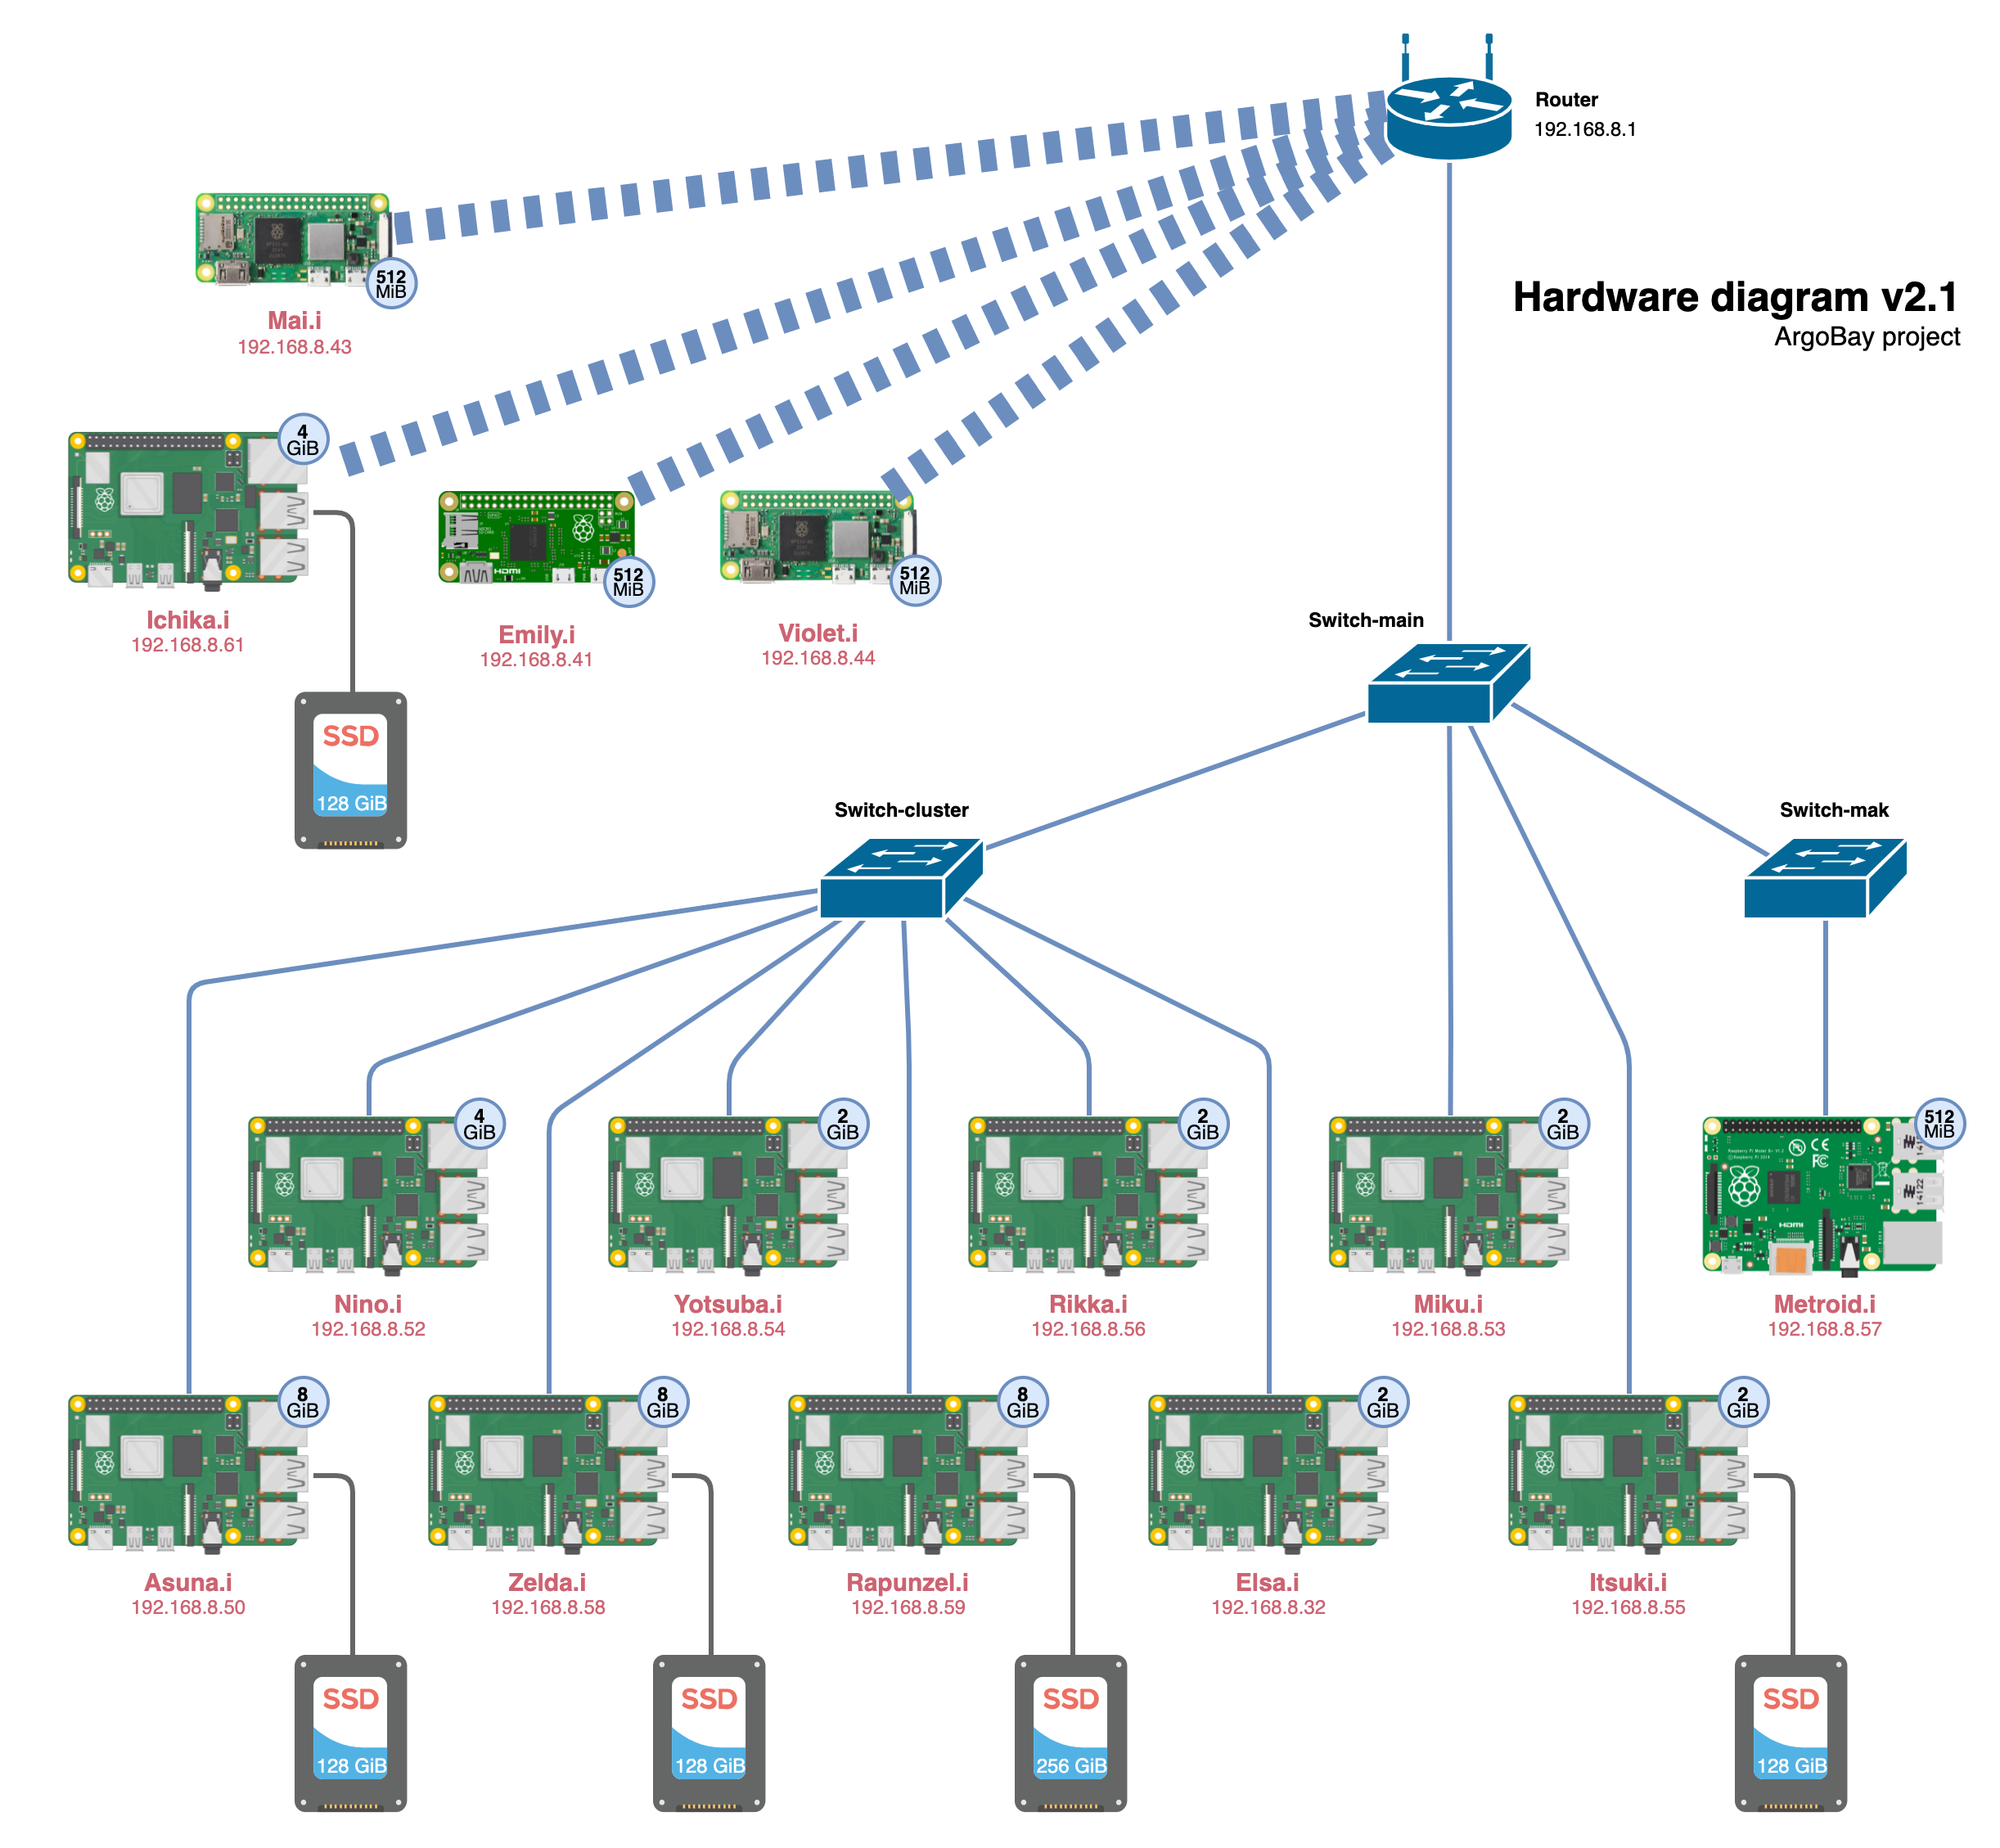 Router
192.168.8.1
Hardware diagram v2.1
ArgoBay project
512
MiB
Mai.i
192.168.8.43
4
GiB
Ichika.i
192.168.8.61
SSD
128 GiB
HDMI
512
MiB
Emily.i
192.168.8.41
512
MiB
Violet.i
192.168.8.44
Switch-main
Switch-cluster
Switch-mak
4
GiB
Nino.i
192.168.8.52
2
GiB
Yotsuba.i
192.168.8.54
2
GiB
Rikka.i
192.168.8.56
2
GiB
Miku.i
192.168.8.53
512
MiB
CE
FC
14122
HDMI
Metroid.i
192.168.8.57
8
GiB
Asuna.i
192.168.8.50
SSD
128 GiB
8
GiB
Zelda.i
192.168.8.58
SSD
128 GiB
8
GiB
Rapunzel.i
192.168.8.59
SSD
256 GiB
2
GiB
Elsa.i
192.168.8.32
2
GiB
Itsuki.i
192.168.8.55
SSD
128 GiB